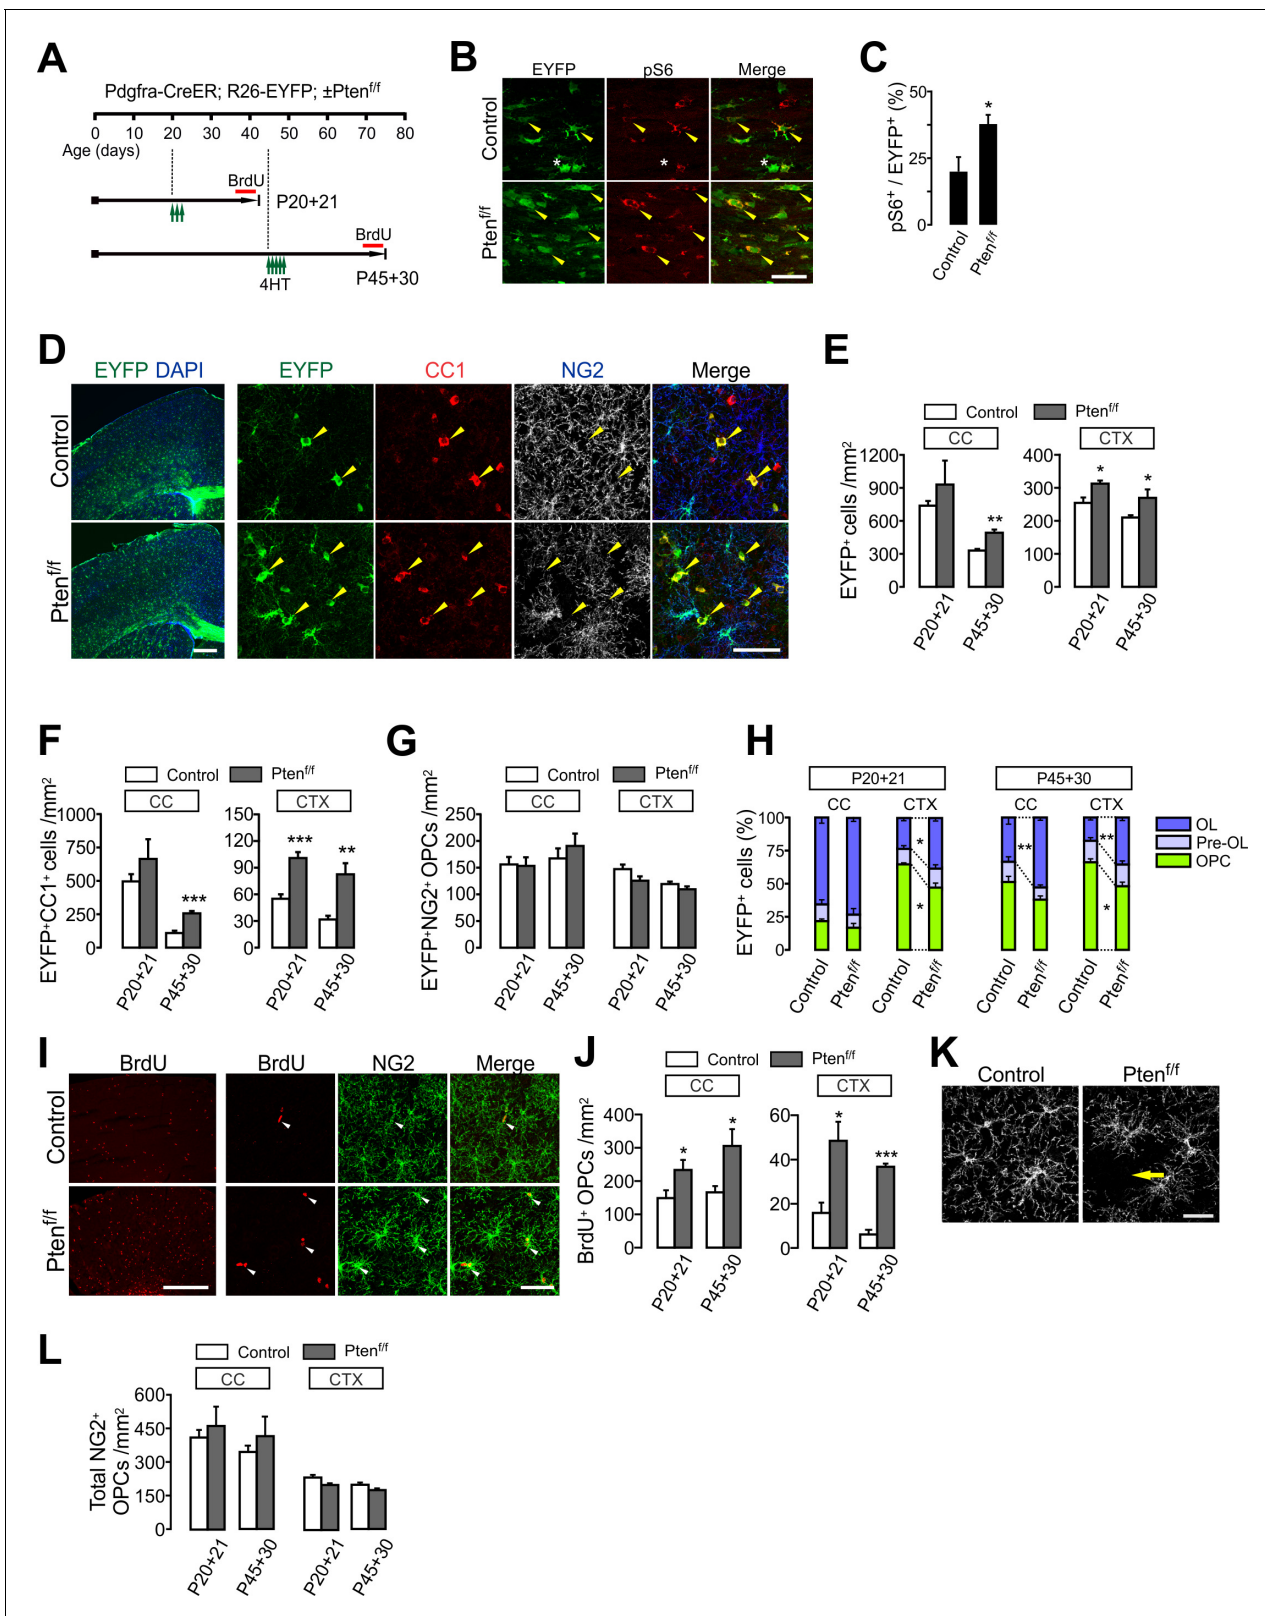 A
Pdgfra-CreER; R26-EYFP; ±Pten^f/f
0 10 20 30 40 50 60 70 80
Age (days)
BrdU
P20+21
BrdU
4HT
P45+30
B
EYFP pS6 Merge
Control
* * *
Pten^f/f
C
pS6⁺ / EYFP⁺ (%)
50
25
0
*
Control Pten^f/f
D
EYFP DAPI EYFP CC1 NG2 Merge
Control
Pten^f/f
E
Control Pten^f/f
CC CTX
EYFP⁺ cells /mm²
1200
900
600
300
0
**
P20+21 P45+30
400
300
200
100
0
* *
P20+21 P45+30
F
Control Pten^f/f
CC CTX
EYFP⁺CC1⁺ cells/mm²
1000
750
500
250
0
***
P20+21 P45+30
150
120
90
60
30
0
*** **
P20+21 P45+30
G
Control Pten^f/f
CC CTX
EYFP⁺NG2⁺ OPCs /mm²
250
200
150
100
50
0
P20+21 P45+30 P20+21 P45+30
H
P20+21 P45+30
CC CTX CC CTX
EYFP⁺ cells (%)
100
75
50
25
0
* ** **
* *
Control Pten^f/f Control Pten^f/f Control Pten^f/f Control Pten^f/f
OL
Pre-OL
OPC
I
BrdU BrdU NG2 Merge
Control
Pten^f/f
J
Control Pten^f/f
CC CTX
BrdU⁺ OPCs /mm²
400
300
200
100
0
* *
P20+21 P45+30
60
40
20
0
* ***
P20+21 P45+30
K
Control Pten^f/f
L
Control Pten^f/f
CC CTX
Total NG2⁺
OPCs /mm²
600
450
300
150
0
P20+21 P45+30 P20+21 P45+30